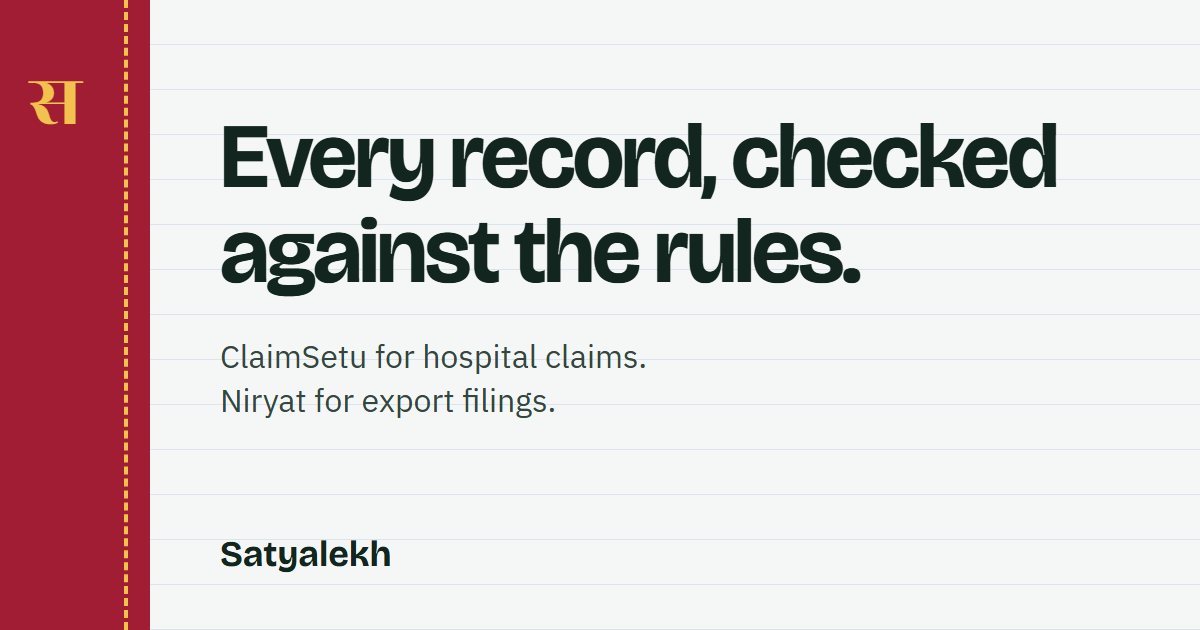 स
Every record, checked
against the rules.
ClaimSetu for hospital claims.
Niryat for export filings.
Satyalekh